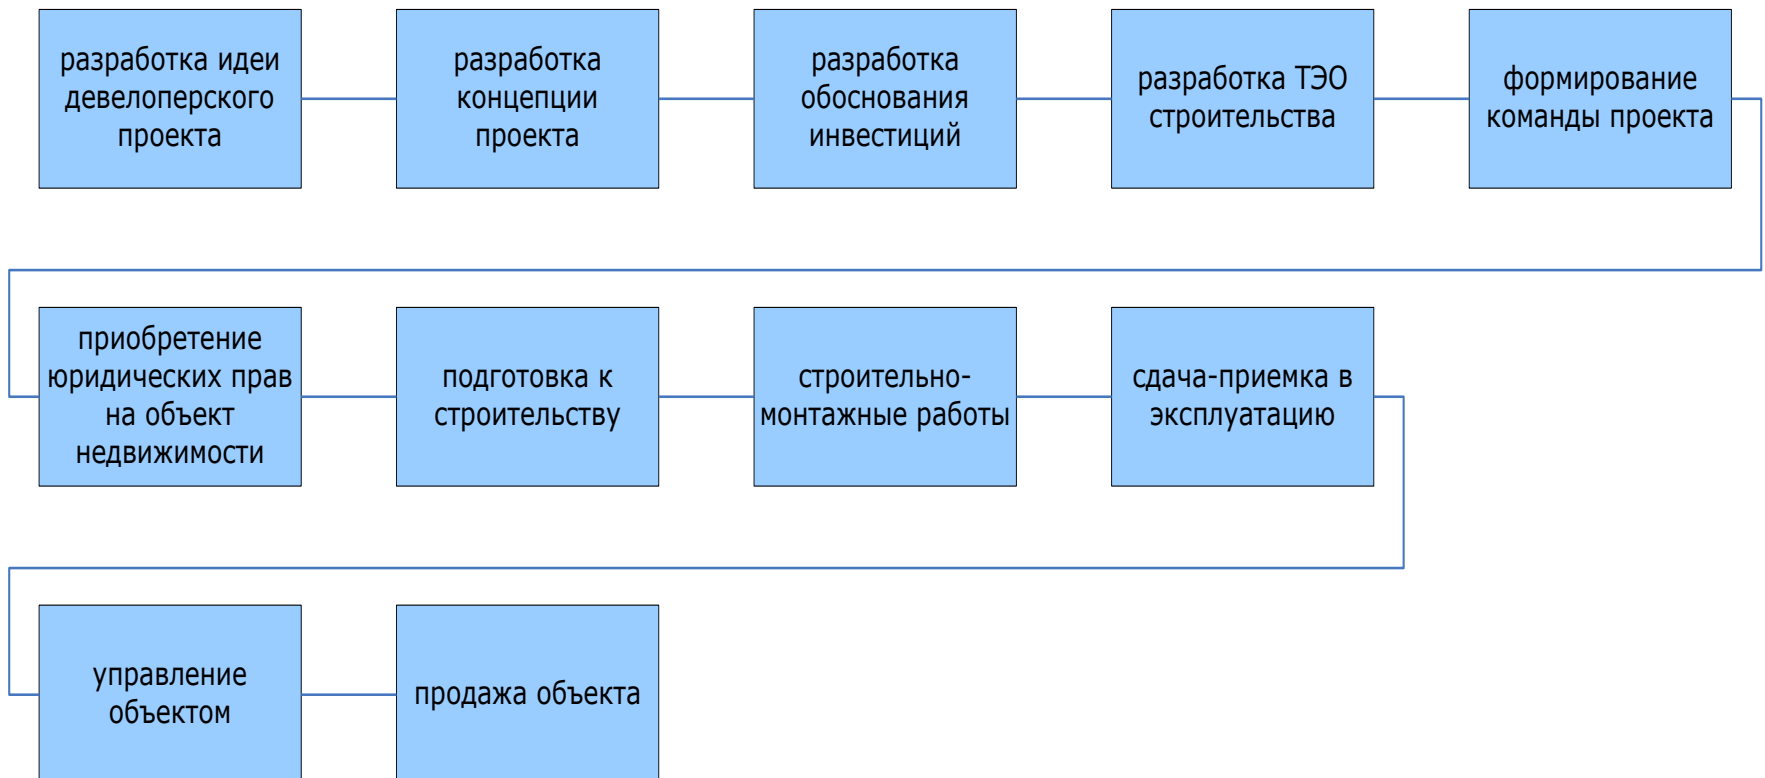 разработка идеи
девелоперского
проекта
разработка
концепции
проекта
разработка
обоснования
инвестиций
разработка ТЭО
строительства
формирование
команды проекта
приобретение
юридических прав
на объект
недвижимости
подготовка к
строительству
строительно-
монтажные работы
сдача-приемка в
эксплуатацию
управление
объектом
продажа объекта